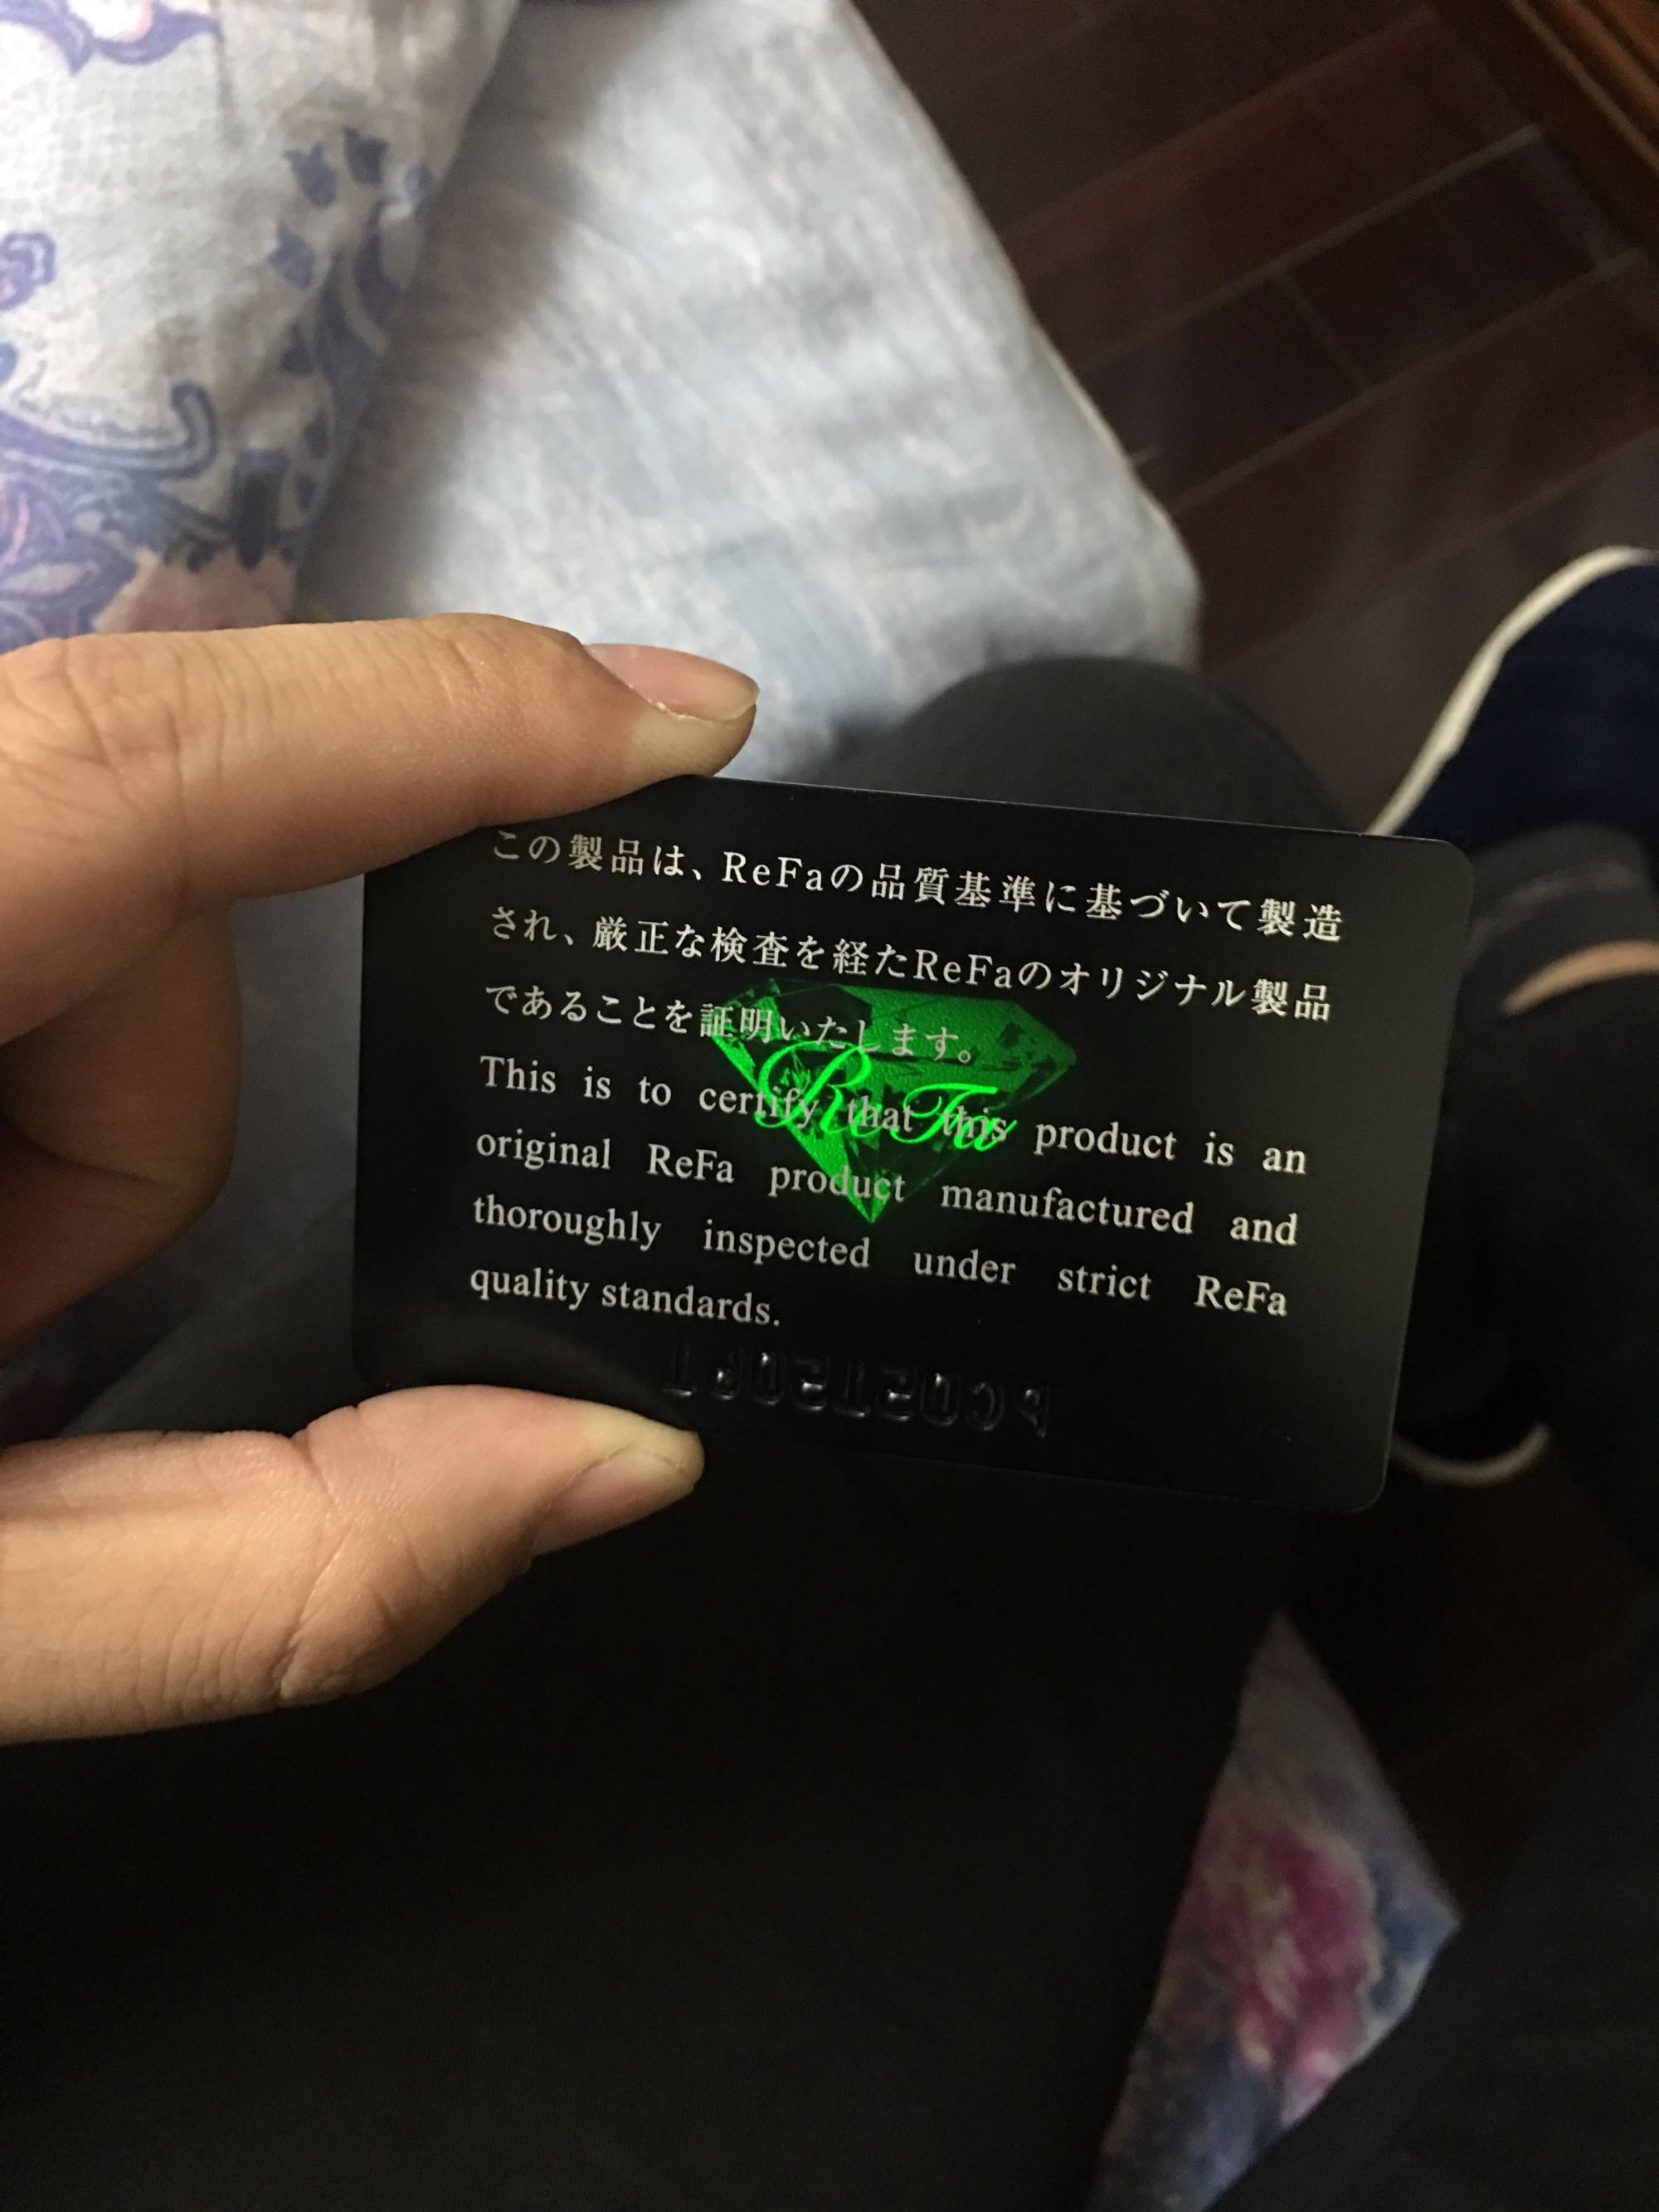 この製品は、ReFaの品質基準に基づいて製造
され、厳正な検査を経たReFaのオリジナル製品
であることを証明いたします。
ReFa
This is to certify that this product is an
original ReFa product manufactured and
thoroughly inspected under strict ReFa
quality standards.